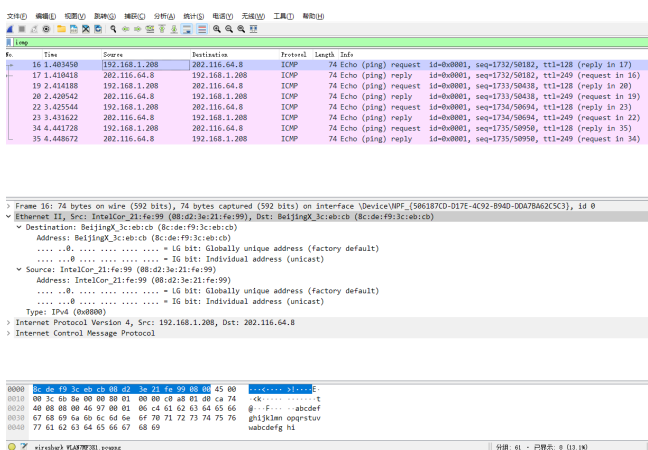 文件(F) 编辑(E) 视图(V) 跳转(G) 捕获(C) 分析(A) 统计(S) 电话(Y) 无线(W) 工具(T) 帮助(H)
icmp
No. Time Source Destination Protocol Length Info
16 1.403450 192.168.1.208 202.116.64.8 ICMP 74 Echo (ping) request id=0x0001, seq=1732/50182, ttl=128 (reply in 17)
17 1.410418 202.116.64.8 192.168.1.208 ICMP 74 Echo (ping) reply id=0x0001, seq=1732/50182, ttl=249 (request in 16)
19 2.414188 192.168.1.208 202.116.64.8 ICMP 74 Echo (ping) request id=0x0001, seq=1733/50438, ttl=128 (reply in 20)
20 2.420542 202.116.64.8 192.168.1.208 ICMP 74 Echo (ping) reply id=0x0001, seq=1733/50438, ttl=249 (request in 19)
22 3.425544 192.168.1.208 202.116.64.8 ICMP 74 Echo (ping) request id=0x0001, seq=1734/50694, ttl=128 (reply in 23)
23 3.431622 202.116.64.8 192.168.1.208 ICMP 74 Echo (ping) reply id=0x0001, seq=1734/50694, ttl=249 (request in 22)
34 4.441728 192.168.1.208 202.116.64.8 ICMP 74 Echo (ping) request id=0x0001, seq=1735/50950, ttl=128 (reply in 35)
35 4.448672 202.116.64.8 192.168.1.208 ICMP 74 Echo (ping) reply id=0x0001, seq=1735/50950, ttl=249 (request in 34)
Frame 16: 74 bytes on wire (592 bits), 74 bytes captured (592 bits) on interface \Device\NPF_{506187CD-D17E-4C92-B94D-DDA7BA62C5C3}, id 0
Ethernet II, Src: IntelCor_21:fe:99 (08:d2:3e:21:fe:99), Dst: BeijingX_3c:eb:cb (8c:de:f9:3c:eb:cb)
Destination: BeijingX_3c:eb:cb (8c:de:f9:3c:eb:cb)
Address: BeijingX_3c:eb:cb (8c:de:f9:3c:eb:cb)
.... ..0. .... .... .... .... = LG bit: Globally unique address (factory default)
.... ...0 .... .... .... .... = IG bit: Individual address (unicast)
Source: IntelCor_21:fe:99 (08:d2:3e:21:fe:99)
Address: IntelCor_21:fe:99 (08:d2:3e:21:fe:99)
.... ..0. .... .... .... .... = LG bit: Globally unique address (factory default)
.... ...0 .... .... .... .... = IG bit: Individual address (unicast)
Type: IPv4 (0x0800)
Internet Protocol Version 4, Src: 192.168.1.208, Dst: 202.116.64.8
Internet Control Message Protocol
0000 8c de f9 3c eb cb 08 d2 3e 21 fe 99 08 00 45 00 ...<.... >!....E.
0010 00 3c 6b 8e 00 00 80 01 00 00 c0 a8 01 d0 ca 74 .<k..... .......t
0020 40 08 08 00 46 97 00 01 06 c4 61 62 63 64 65 66 @...F... ..abcdef
0030 67 68 69 6a 6b 6c 6d 6e 6f 70 71 72 73 74 75 76 ghijklmn opqrstuv
0040 77 61 62 63 64 65 66 67 68 69 wabcdefg hi
分组: 61 · 已显示: 8 (13.1%)